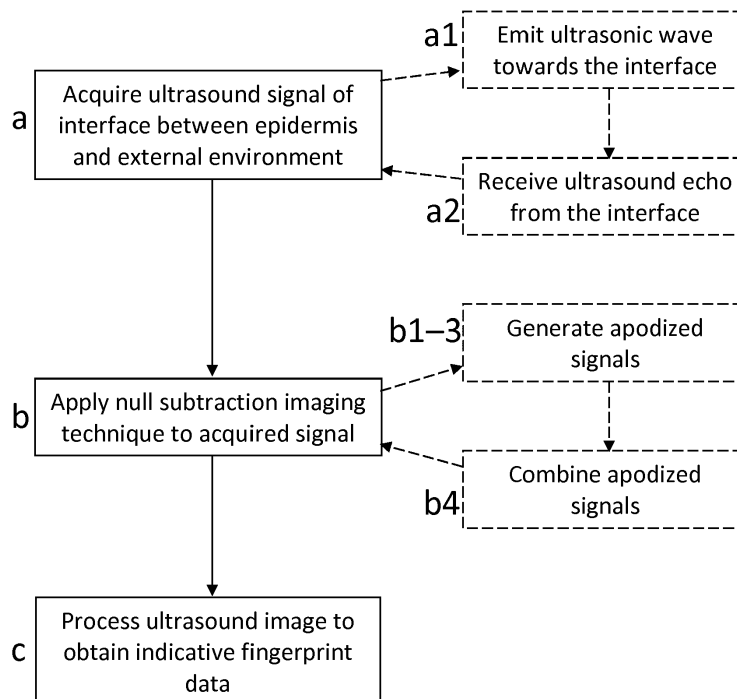 a
Acquire ultrasound signal of
interface between epidermis
and external environment
a1
Emit ultrasonic wave
towards the interface
a2
Receive ultrasound echo
from the interface
b
Apply null subtraction imaging
technique to acquired signal
b1–3
Generate apodized
signals
b4
Combine apodized
signals
c
Process ultrasound image to
obtain indicative fingerprint
data